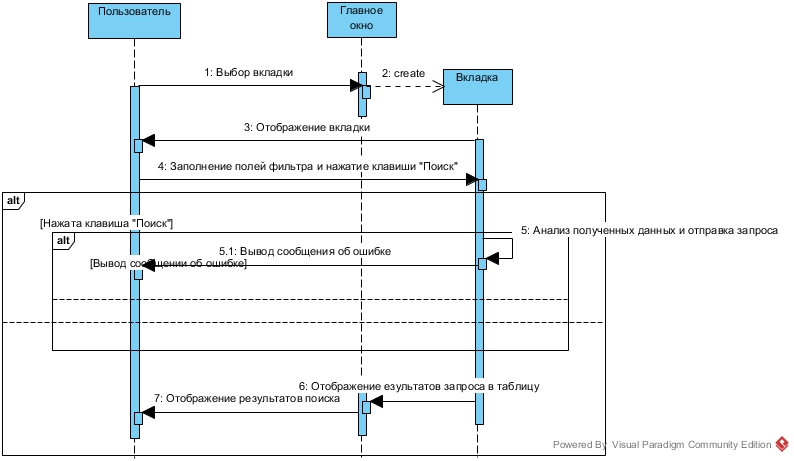 Пользователь
Главное
окно
1: Выбор вкладки
2: create
Вкладка
3: Отображение вкладки
4: Заполнение полей фильтра и нажатие клавиши "Поиск"
alt
[Нажата клавиша "Поиск"]
5: Анализ полученных данных и отправка запроса
alt
5.1: Вывод сообщения об ошибке
[Вывод сообщении об ошибке]
6: Отображение езультатов запроса в таблицу
7: Отображение результатов поиска
Powered By Visual Paradigm Community Edition